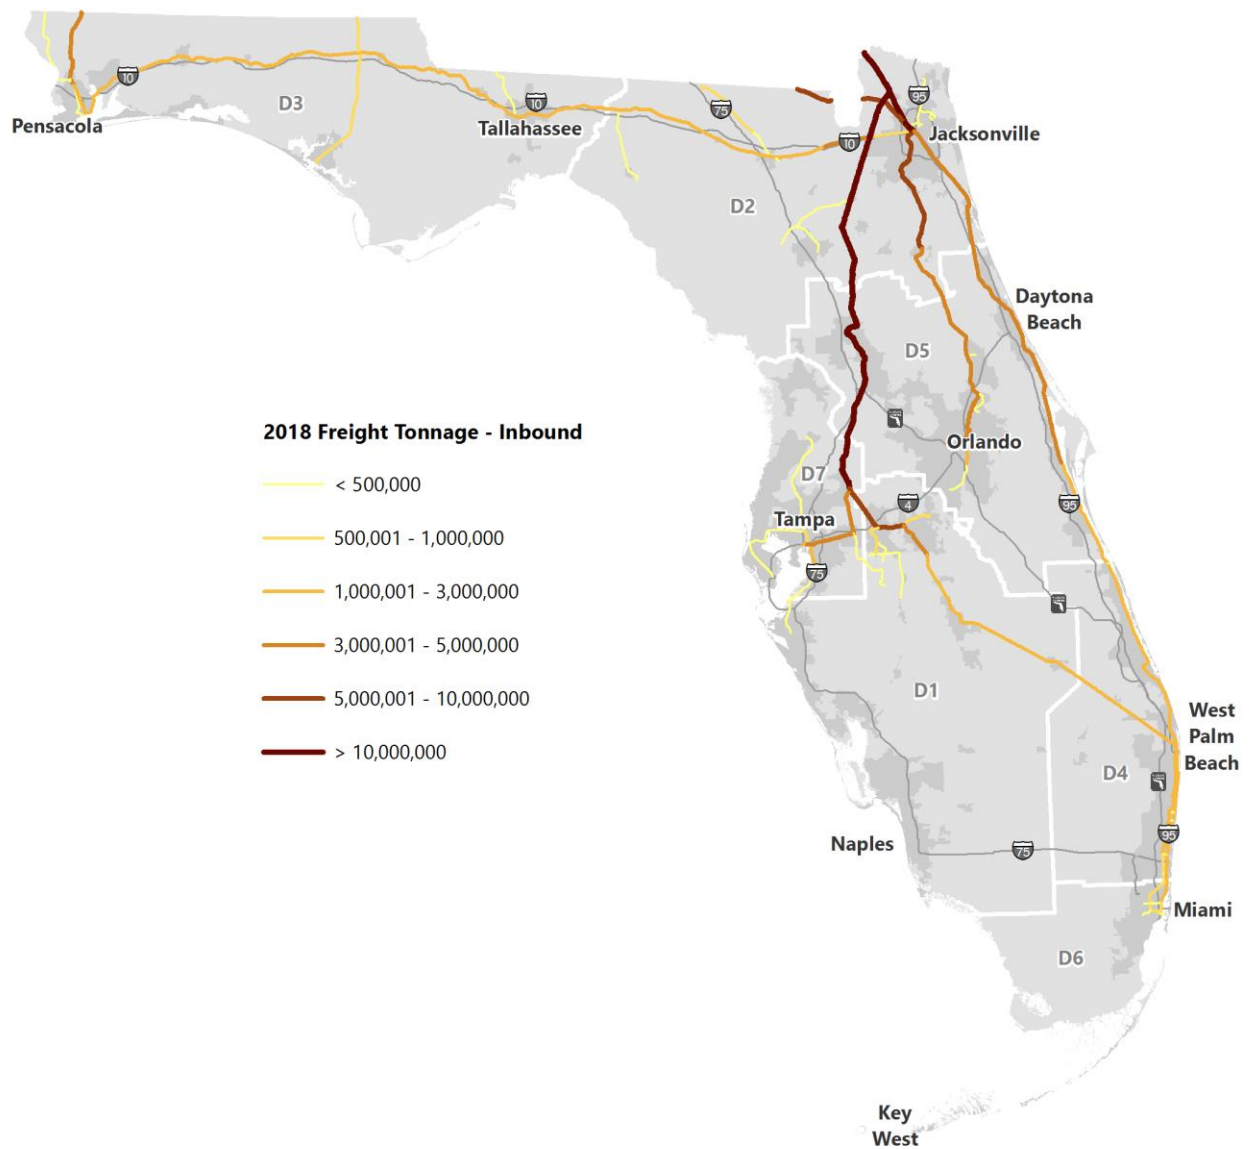 10
95
D3
75
10
Pensacola
Tallahassee
10
Jacksonville
D2
Daytona
Beach
D5
2018 Freight Tonnage - Inbound
Orlando
D7
< 500,000
4
95
Tampa
500,001 - 1,000,000
75
1,000,001 - 3,000,000
3,000,001 - 5,000,000
D1
5,000,001 - 10,000,000
West
Palm
Beach
> 10,000,000
D4
95
Naples
75
Miami
D6
Key
West